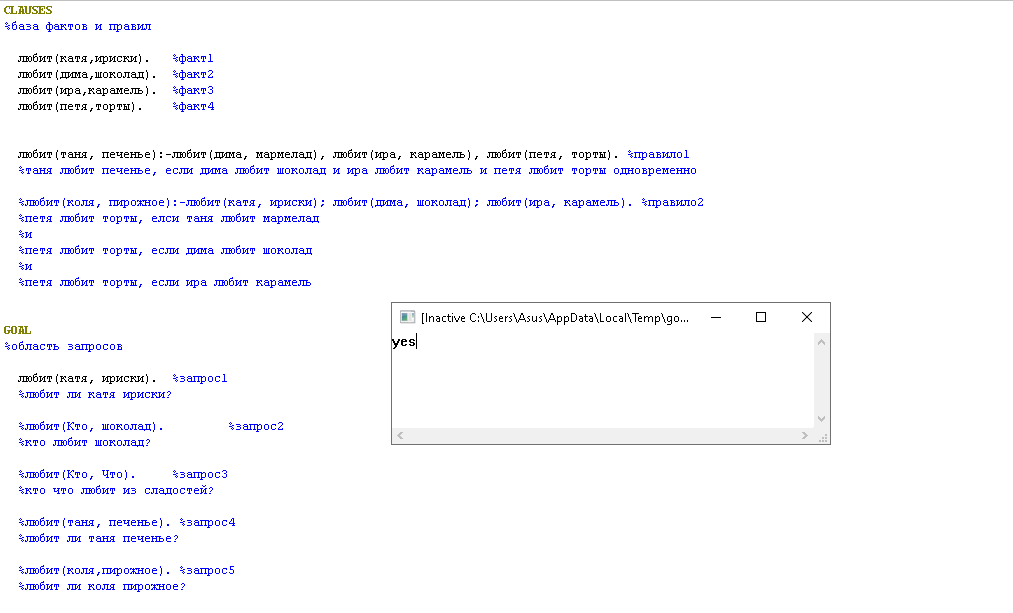 CLAUSES
%база фактов и правил
любит(катя,ириски). %факт1
любит(дима,шоколад). %факт2
любит(ира,карамель). %факт3
любит(петя,торты). %факт4
любит(таня, печенье):-любит(дима, мармелад), любит(ира, карамель), любит(петя, торты). %правило1
%таня любит печенье, если дима любит шоколад и ира любит карамель и петя любит торты одновременно
%любит(коля, пирожное):-любит(катя, ириски); любит(дима, шоколад); любит(ира, карамель). %правило2
%петя любит торты, елси таня любит мармелад
%и
%петя любит торты, если дима любит шоколад
%и
%петя любит торты, если ира любит карамель
GOAL
%область запросов
[Inactive C:\Users\Asus\AppData\Local\Temp\go...
yes
любит(катя, ириски). %запрос1
%любит ли катя ириски?
%любит(Кто, шоколад). %запрос2
%кто любит шоколад?
%любит(Кто, Что). %запрос3
%кто что любит из сладостей?
%любит(таня, печенье). %запрос4
%любит ли таня печенье?
%любит(коля,пирожное). %запрос5
%любит ли коля пирожное?